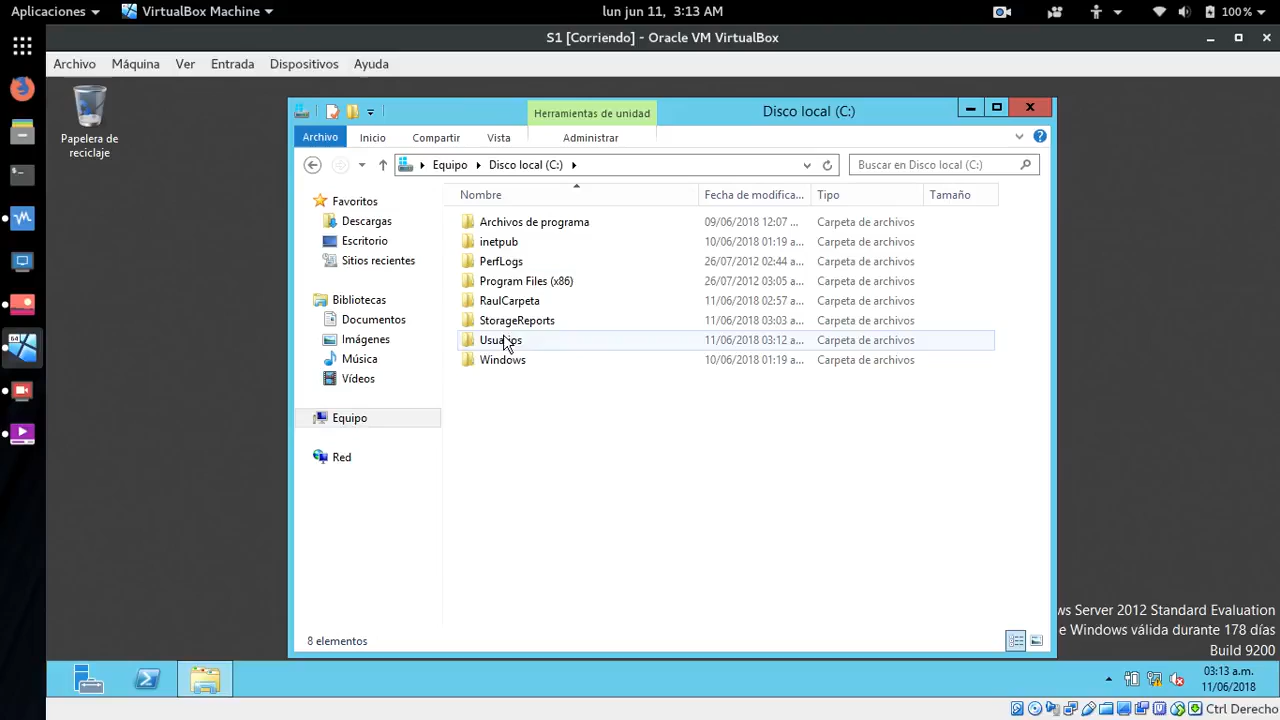 Aplicaciones VirtualBox Machine lun jun 11, 3:13 AM 100%
S1 [Corriendo] - Oracle VM VirtualBox
Archivo Máquina Ver Entrada Dispositivos Ayuda
Papelera de
reciclaje
Herramientas de unidad Disco local (C:)
Archivo Inicio Compartir Vista Administrar
Equipo Disco local (C:) Buscar en Disco local (C:)
Nombre Fecha de modifica... Tipo Tamaño
Favoritos
Descargas
Escritorio
Sitios recientes
Bibliotecas
Documentos
Imágenes
Música
Vídeos
Equipo
Red
Archivos de programa 09/06/2018 12:07 ... Carpeta de archivos
inetpub 10/06/2018 01:19 a... Carpeta de archivos
PerfLogs 26/07/2012 02:44 a... Carpeta de archivos
Program Files (x86) 26/07/2012 03:05 a... Carpeta de archivos
RaulCarpeta 11/06/2018 02:57 a... Carpeta de archivos
StorageReports 11/06/2018 03:03 a... Carpeta de archivos
Usuarios 11/06/2018 03:12 a... Carpeta de archivos
Windows 10/06/2018 01:19 a... Carpeta de archivos
8 elementos
ws Server 2012 Standard Evaluation
e Windows válida durante 178 días
Build 9200
03:13 a.m.
11/06/2018
Ctrl Derecho